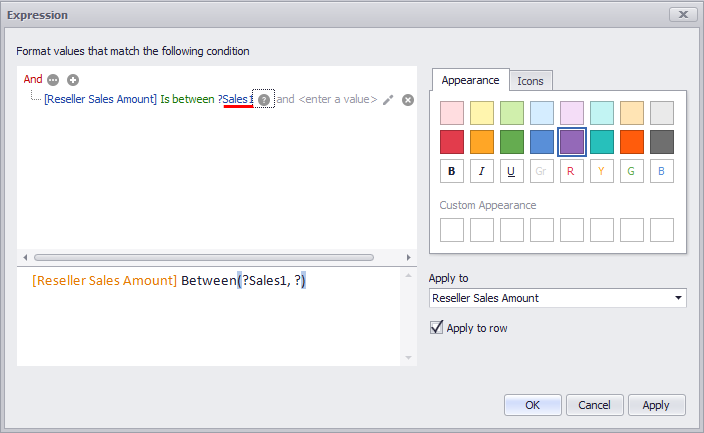 Expression
Format values that match the following condition
And
[Reseller Sales Amount] Is between ?Sales1 ? and <enter a value>
[Reseller Sales Amount] Between(?Sales1, ?)
Appearance Icons
B I U Gr R Y G B
Custom Appearance
Apply to
Reseller Sales Amount
Apply to row
OK Cancel Apply